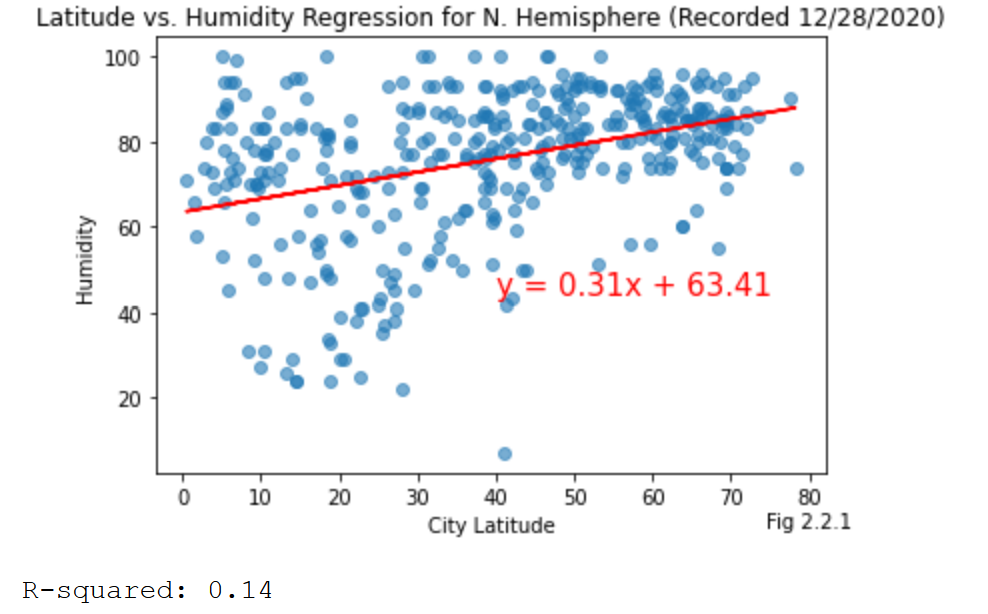 Latitude vs. Humidity Regression for N. Hemisphere (Recorded 12/28/2020)
100
80
60
40
20
Humidity
y = 0.31x + 63.41
0 10 20 30 40 50 60 70 80
City Latitude
Fig 2.2.1
R-squared: 0.14